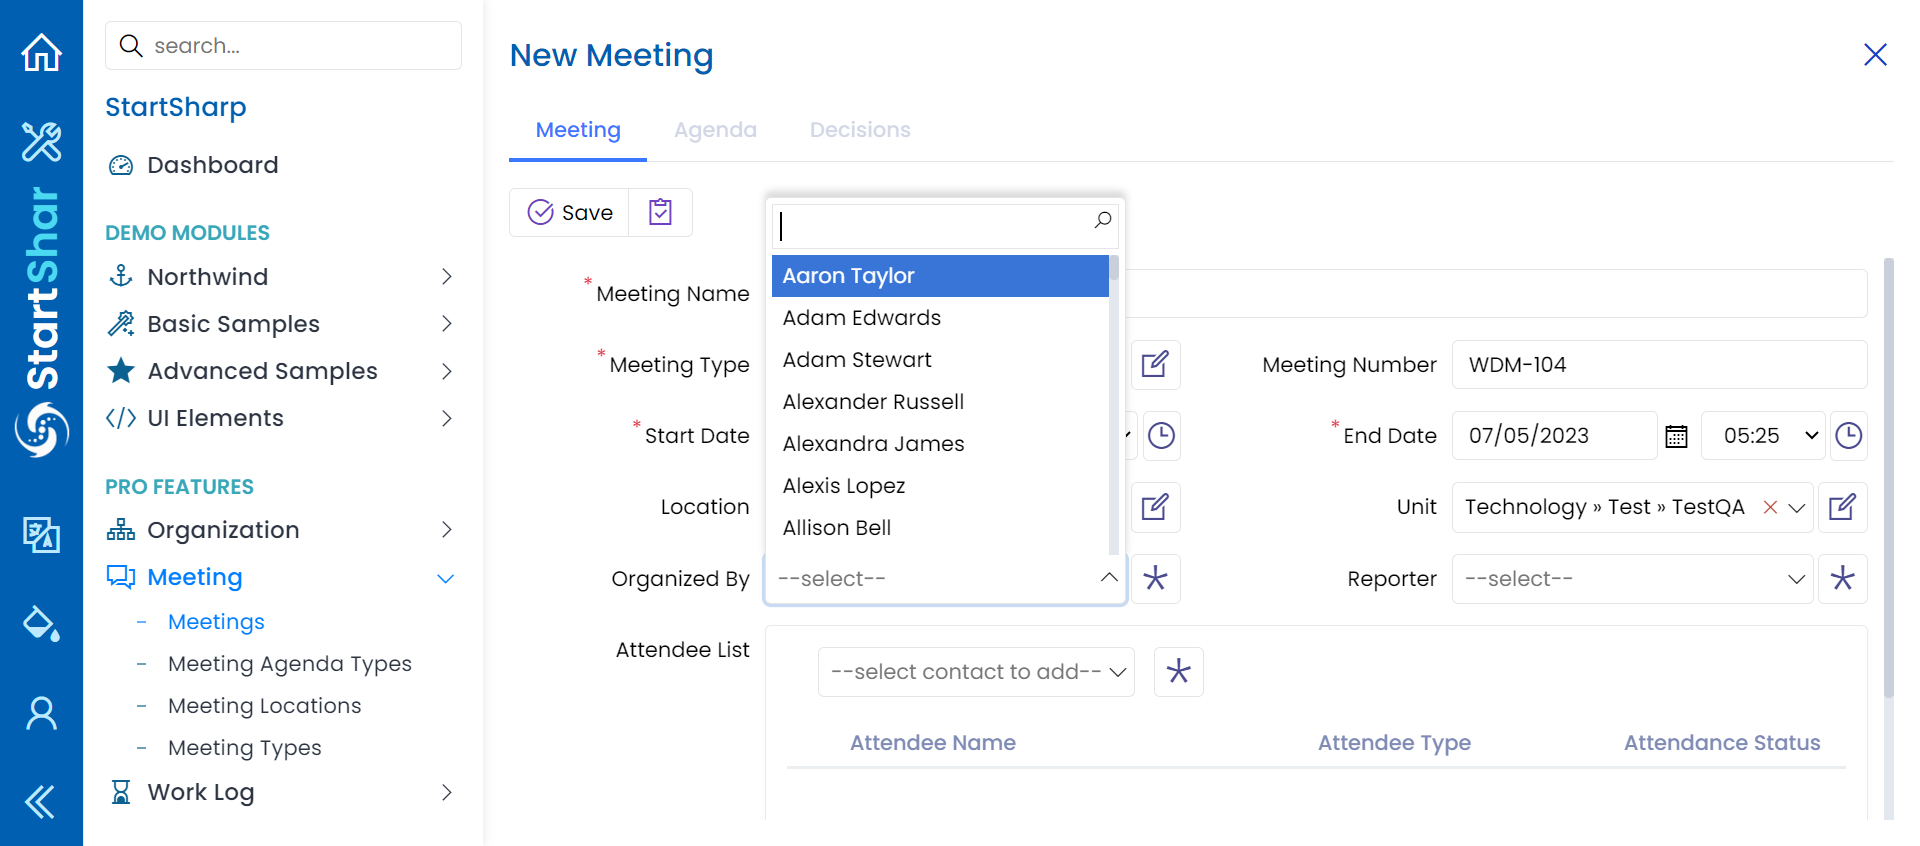 StartShar
search...
StartSharp
Dashboard
DEMO MODULES
Northwind
Basic Samples
Advanced Samples
UI Elements
PRO FEATURES
Organization
Meeting
- Meetings
- Meeting Agenda Types
- Meeting Locations
- Meeting Types
Work Log
New Meeting
Meeting Agenda Decisions
Save
* Meeting Name
Aaron Taylor
Adam Edwards
Adam Stewart
Alexander Russell
Alexandra James
Alexis Lopez
Allison Bell
* Meeting Type
Meeting Number WDM-104
* Start Date
* End Date 07/05/2023 05:25
Location
Unit Technology » Test » TestQA
Organized By --select--
Reporter --select--
Attendee List
--select contact to add--
Attendee Name Attendee Type Attendance Status